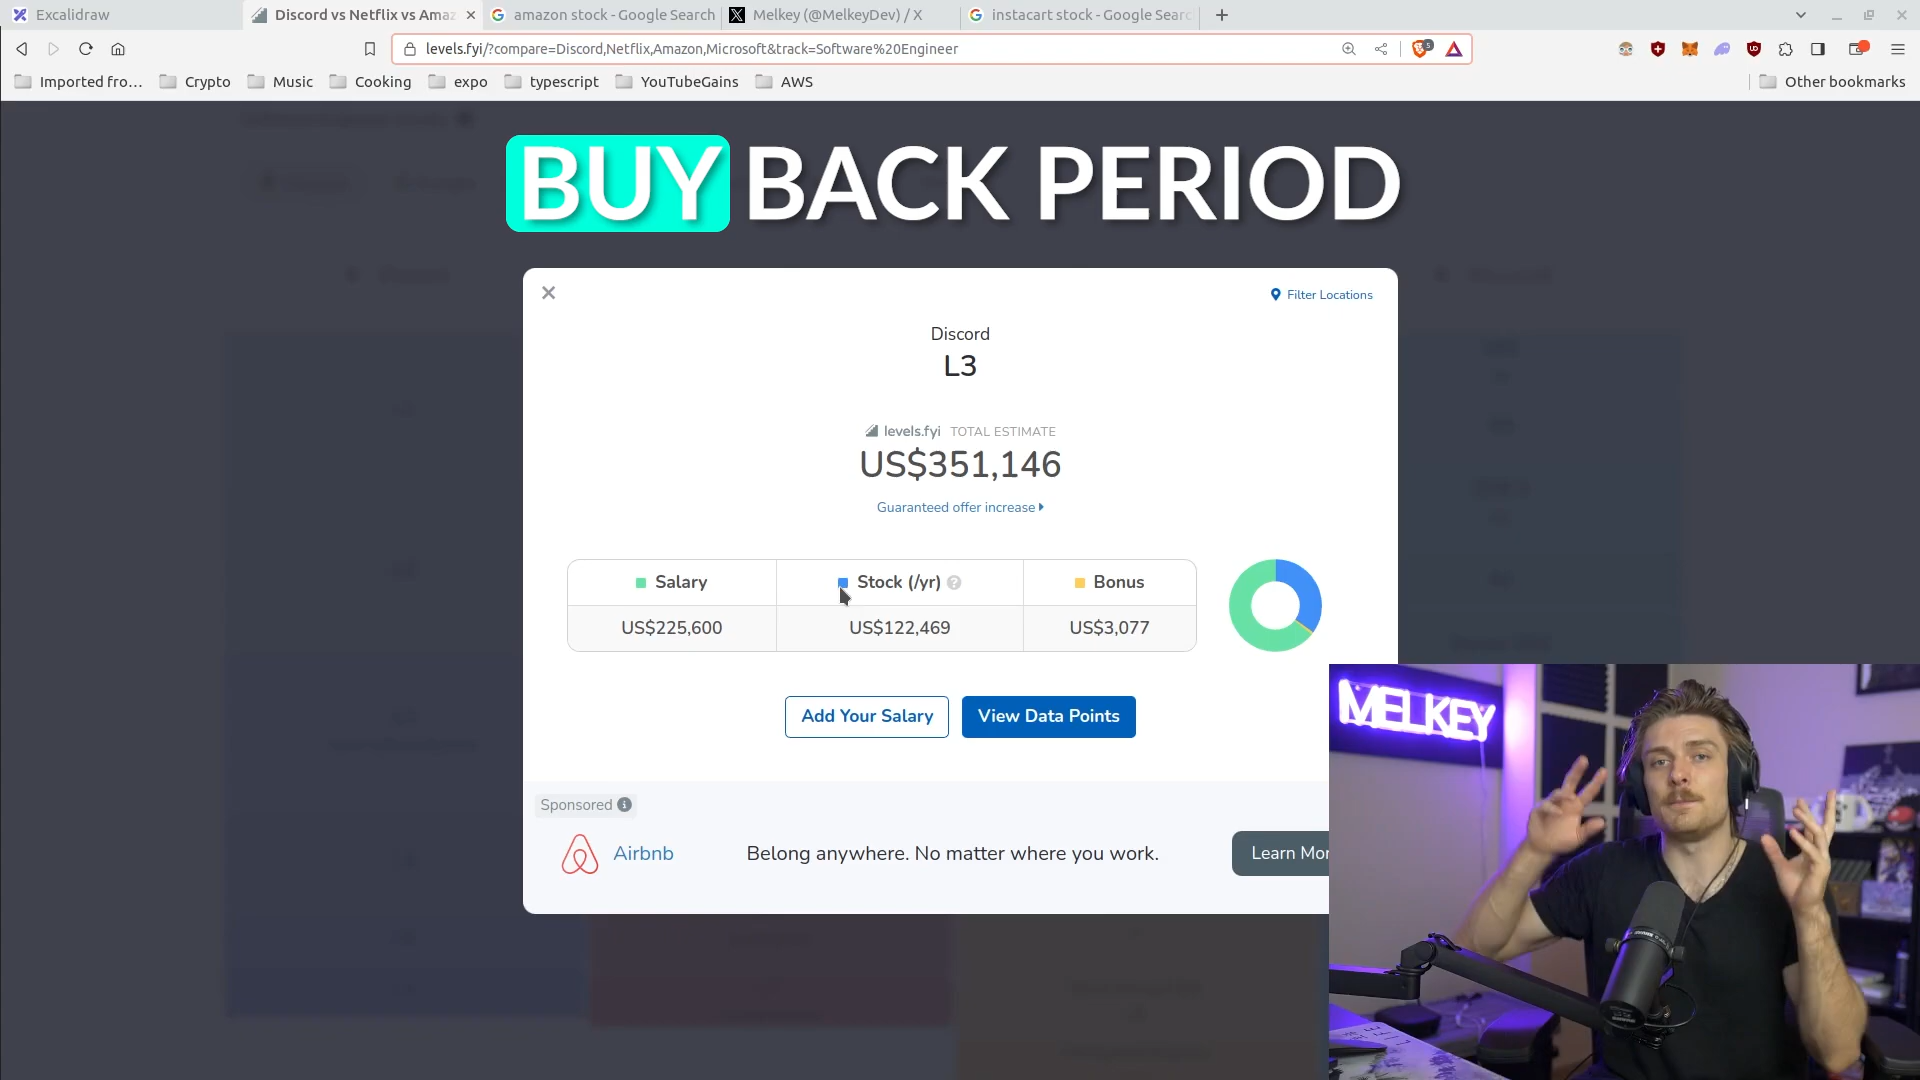 Excalidraw
Discord vs Netflix vs Amaz
amazon stock - Google Search
Melkey (@MelkeyDev) / X
instacart stock - Google Searc
levels.fyi/?compare=Discord,Netflix,Amazon,Microsoft&track=Software%20Engineer
5
Imported fro...
Crypto
Music
Cooking
expo
typescript
YouTubeGains
AWS
Other bookmarks
BUY BACK PERIOD
Filter Locations
Discord
L3
levels.fyi TOTAL ESTIMATE
US$351,146
Guaranteed offer increase
Salary
Stock (/yr)
Bonus
US$225,600
US$122,469
US$3,077
Add Your Salary
View Data Points
MELKEY
Sponsored
Airbnb
Belong anywhere. No matter where you work.
Learn Mor